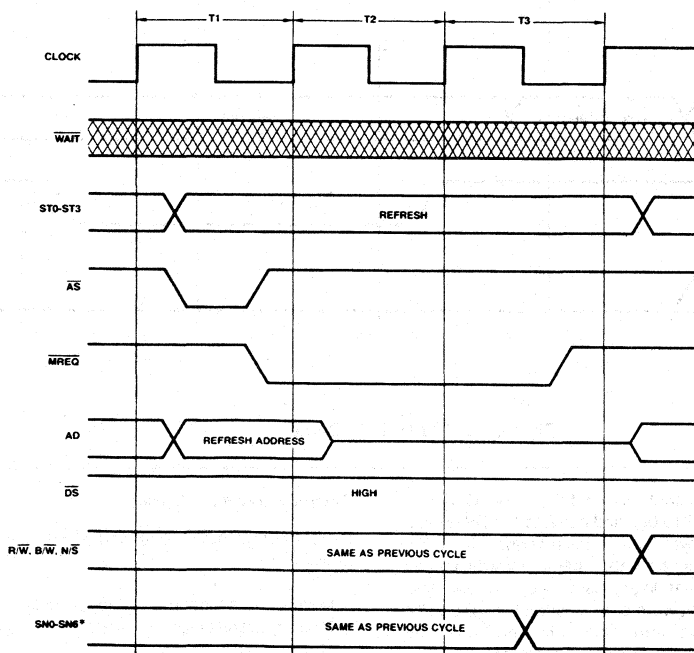 T1 T2 T3
CLOCK
WAIT
ST0-ST3 REFRESH
AS
MREQ
AD REFRESH ADDRESS
DS HIGH
R/W, B/W, N/S SAME AS PREVIOUS CYCLE
SN0-SN6* SAME AS PREVIOUS CYCLE